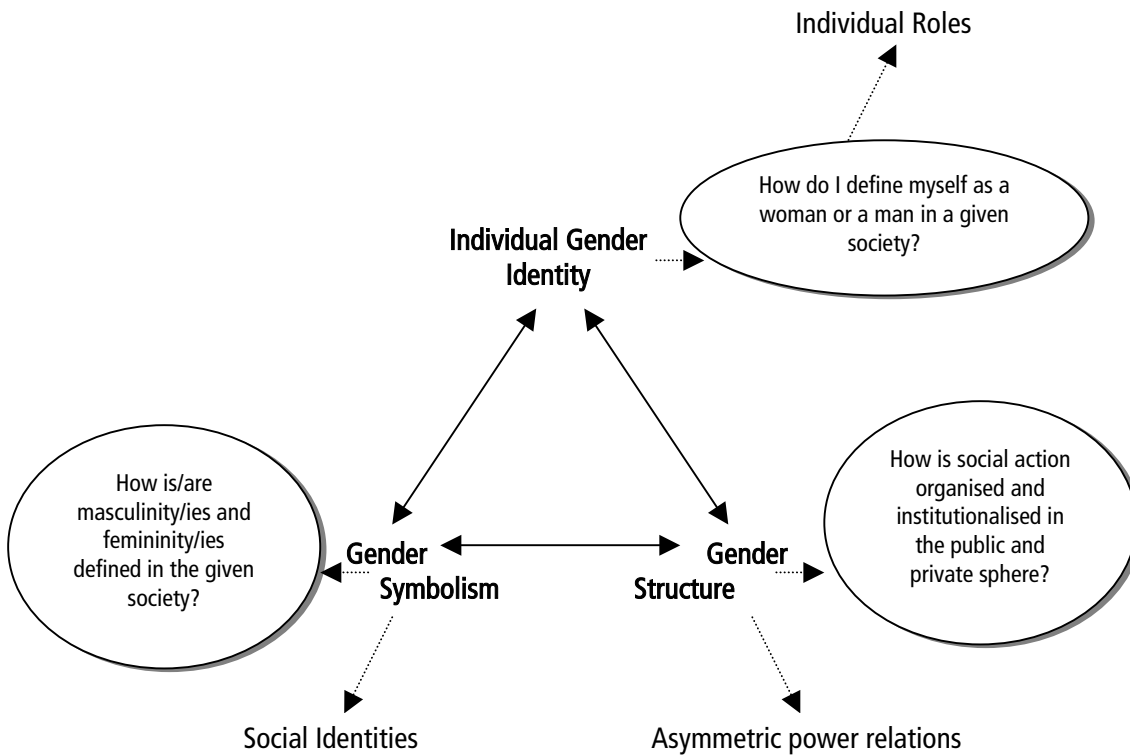 Individual Roles
How do I define myself as a
woman or a man in a given
society?
Individual Gender
Identity
How is/are
masculinity/ies and
femininity/ies
defined in the given
society?
Gender
Symbolism
Gender
Structure
How is social action
organised and
institutionalised in
the public and
private sphere?
Social Identities
Asymmetric power relations